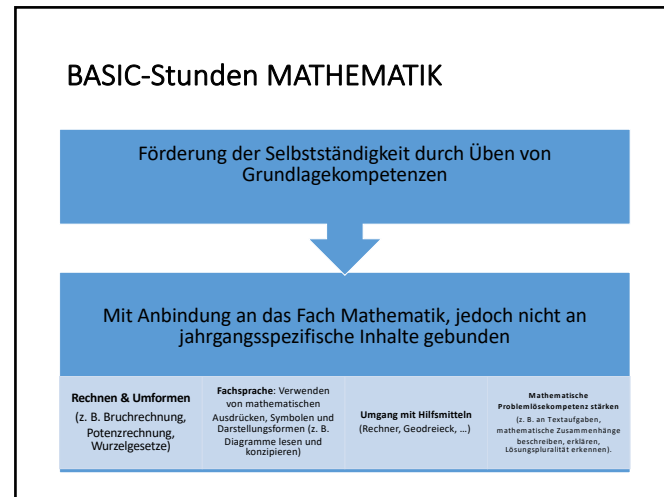 BASIC-Stunden MATHEMATIK
Förderung der Selbstständigkeit durch Üben von
Grundlagekompetenzen
Mit Anbindung an das Fach Mathematik, jedoch nicht an
jahrgangsspezifische Inhalte gebunden
Rechnen & Umformen
(z. B. Bruchrechnung,
Potenzrechnung,
Wurzelgesetze)
Fachsprache: Verwenden
von mathematischen
Ausdrücken, Symbolen und
Darstellungsformen (z. B.
Diagramme lesen und
konzipieren)
Umgang mit Hilfsmitteln
(Rechner, Geodreieck, ...)
Mathematische
Problemlösekompetenz stärken
(z. B. an Textaufgaben,
mathematische Zusammenhänge
beschreiben, erklären,
Lösungspluralität erkennen).